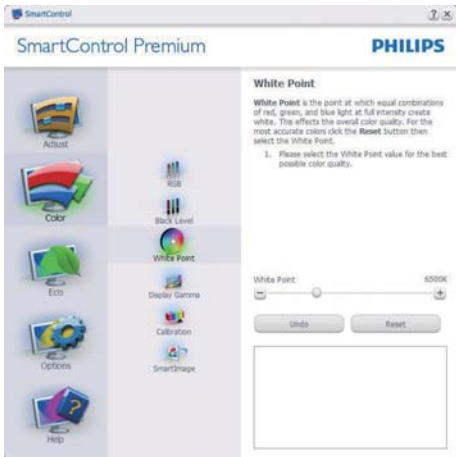 SmartControl
SmartControl Premium
PHILIPS
Adjust
Color
Eco
Options
Help
RGB
Black Level
White Point
Display Gamma
Calibration
SmartImage
White Point
White Point is the point at which equal combinations
of red, green, and blue light at full intensity create
white. This effects the overall color quality. For the
most accurate colors click the Reset button then
select the White Point.
1. Please select the White Point value for the best
possible color quality.
White Point 6500K
Undo Reset